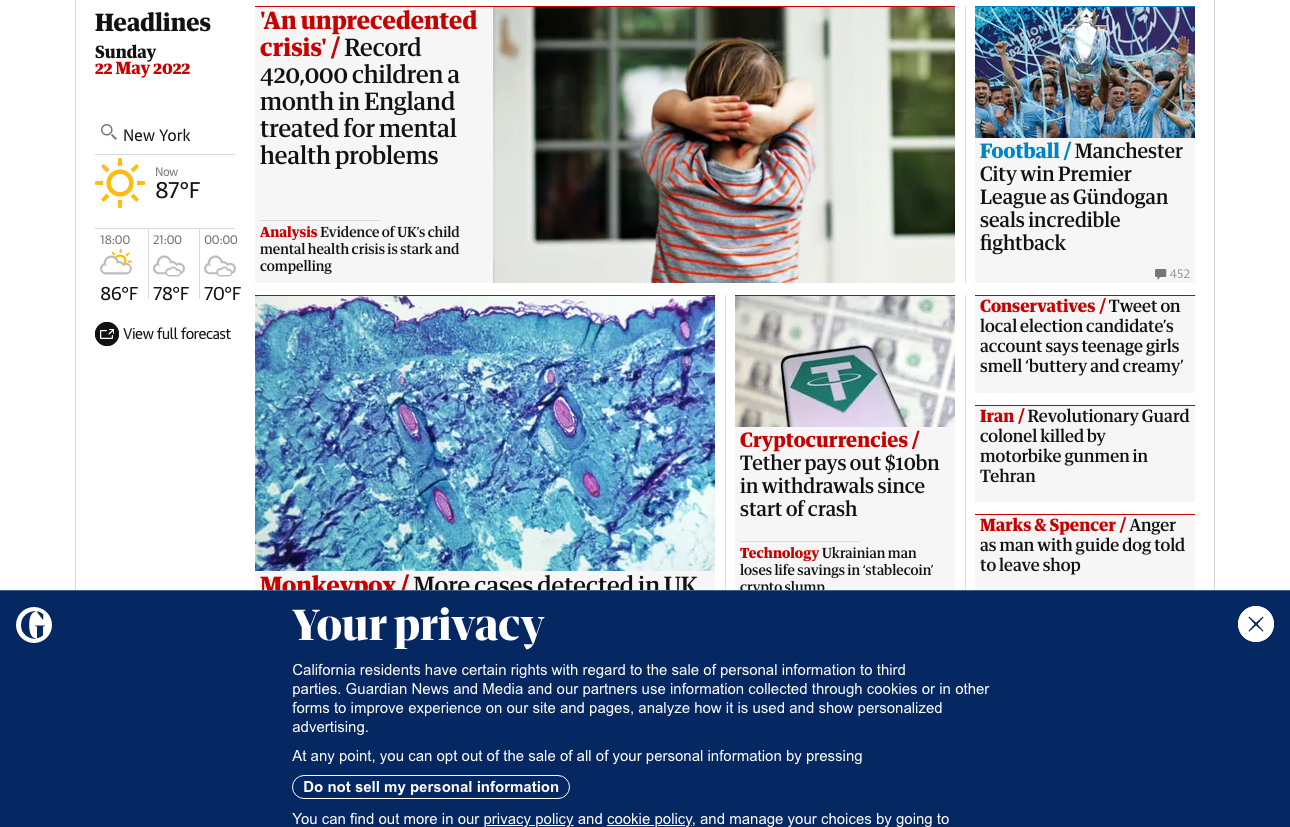 Headlines
Sunday
22 May 2022
New York
Now
87°F
18:00 21:00 00:00
86°F 78°F 70°F
View full forecast
'An unprecedented
crisis' / Record
420,000 children a
month in England
treated for mental
health problems
Analysis Evidence of UK's child
mental health crisis is stark and
compelling
Football / Manchester
City win Premier
League as Gündogan
seals incredible
fightback
452
Monkeypox / More cases detected in UK
Cryptocurrencies /
Tether pays out $10bn
in withdrawals since
start of crash
Technology Ukrainian man
loses life savings in ‘stablecoin’
crypto slump
Conservatives / Tweet on
local election candidate’s
account says teenage girls
smell ‘buttery and creamy’
Iran / Revolutionary Guard
colonel killed by
motorbike gunmen in
Tehran
Marks & Spencer / Anger
as man with guide dog told
to leave shop
Your privacy
California residents have certain rights with regard to the sale of personal information to third
parties. Guardian News and Media and our partners use information collected through cookies or in other
forms to improve experience on our site and pages, analyze how it is used and show personalized
advertising.
At any point, you can opt out of the sale of all of your personal information by pressing
Do not sell my personal information
You can find out more in our privacy policy and cookie policy, and manage your choices by going to